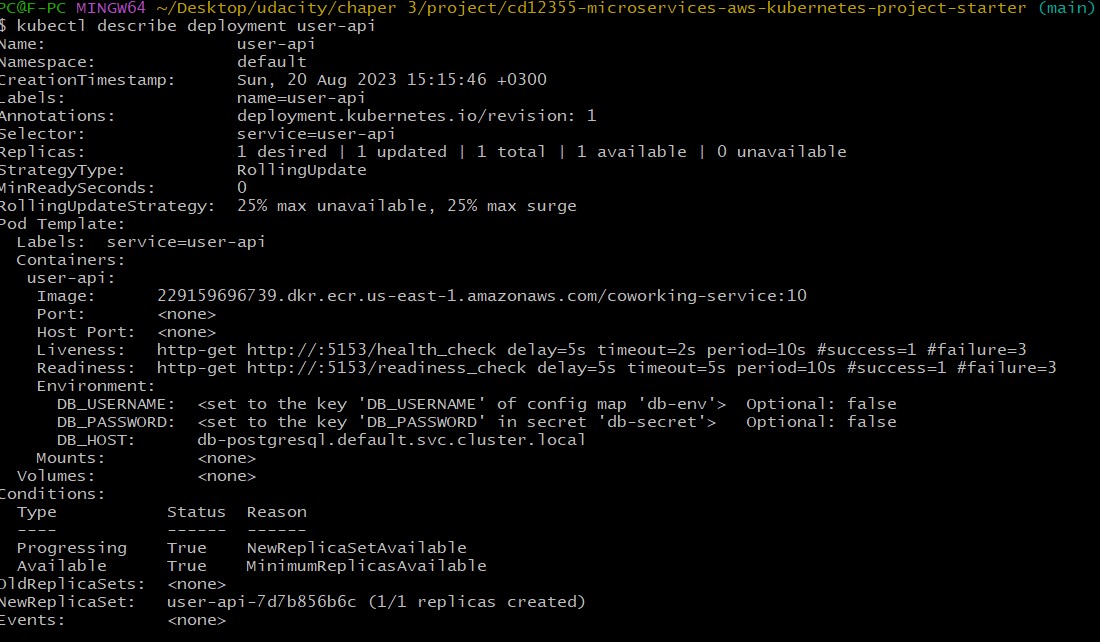 PC@F-PC MINGW64 ~/Desktop/udacity/chaper 3/project/cd12355-microservices-aws-kubernetes-project-starter (main)
$ kubectl describe deployment user-api
Name:                   user-api
Namespace:              default
CreationTimestamp:      Sun, 20 Aug 2023 15:15:46 +0300
Labels:                 name=user-api
Annotations:            deployment.kubernetes.io/revision: 1
Selector:               service=user-api
Replicas:               1 desired | 1 updated | 1 total | 1 available | 0 unavailable
StrategyType:           RollingUpdate
MinReadySeconds:        0
RollingUpdateStrategy:  25% max unavailable, 25% max surge
Pod Template:
  Labels:  service=user-api
  Containers:
   user-api:
    Image:      229159696739.dkr.ecr.us-east-1.amazonaws.com/coworking-service:10
    Port:       <none>
    Host Port:  <none>
    Liveness:   http-get http://:5153/health_check delay=5s timeout=2s period=10s #success=1 #failure=3
    Readiness:  http-get http://:5153/readiness_check delay=5s timeout=5s period=10s #success=1 #failure=3
    Environment:
      DB_USERNAME:  <set to the key 'DB_USERNAME' of config map 'db-env'>  Optional: false
      DB_PASSWORD:  <set to the key 'DB_PASSWORD' in secret 'db-secret'>   Optional: false
      DB_HOST:      db-postgresql.default.svc.cluster.local
    Mounts:         <none>
  Volumes:          <none>
Conditions:
  Type           Status  Reason
  ----           ------  ------
  Progressing    True    NewReplicaSetAvailable
  Available      True    MinimumReplicasAvailable
OldReplicaSets:  <none>
NewReplicaSet:   user-api-7d7b856b6c (1/1 replicas created)
Events:          <none>